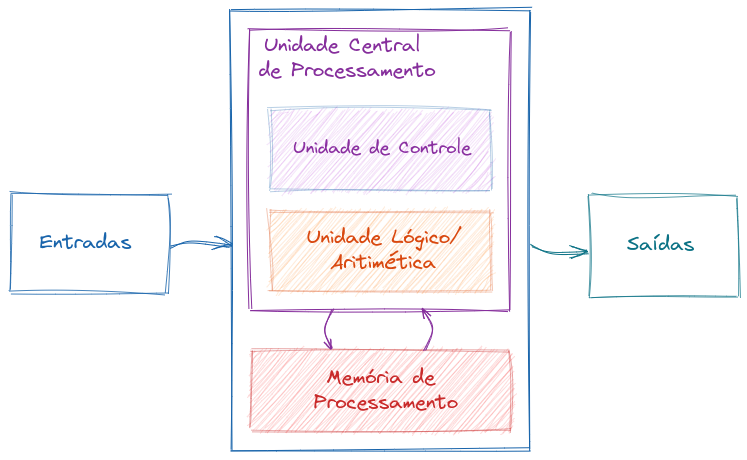 Unidade Central
de Processamento
Unidade de Controle
Entradas
Unidade Lógico/
Aritimética
Saídas
Memória de
Processamento